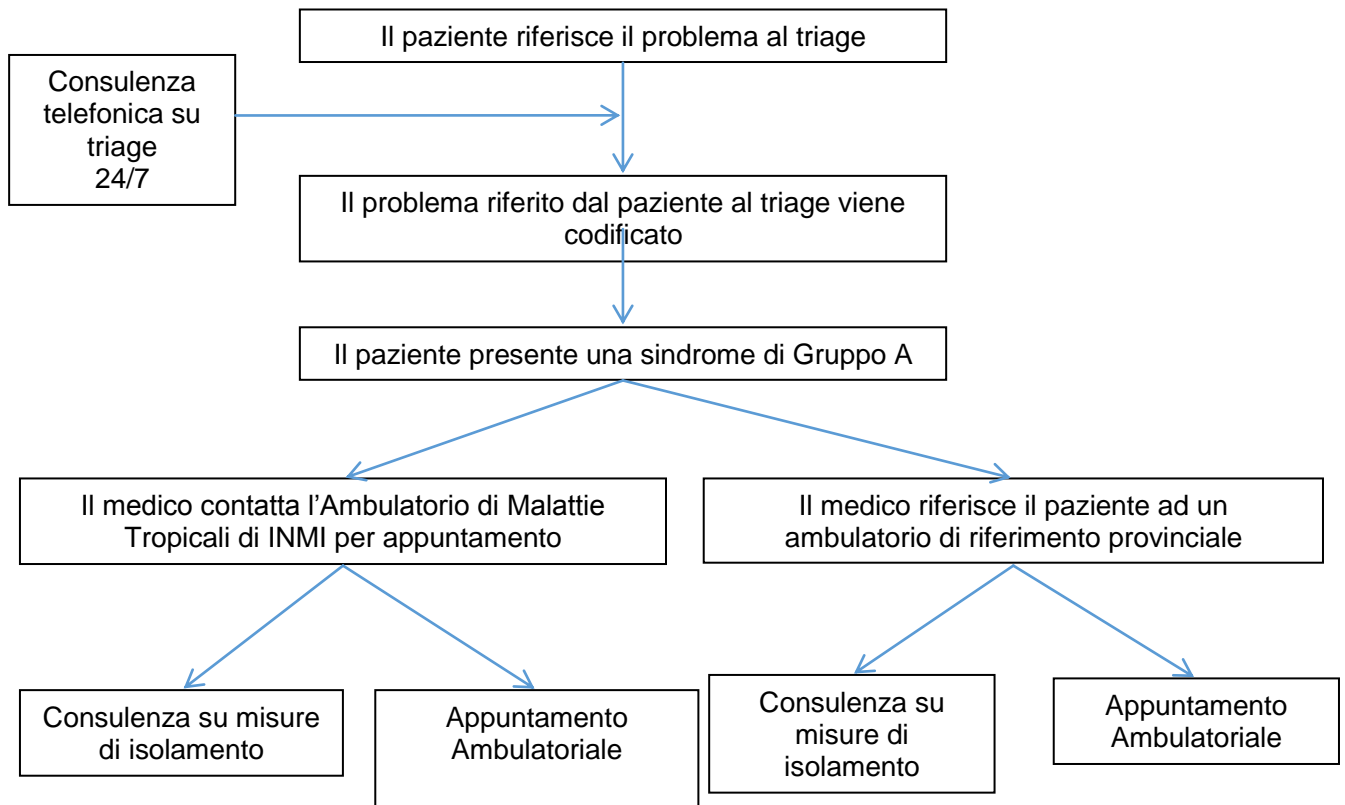 Il paziente riferisce il problema al triage
Consulenza
telefonica su
triage
24/7
Il problema riferito dal paziente al triage viene
codificato
Il paziente presente una sindrome di Gruppo A
Il medico contatta l’Ambulatorio di Malattie
Tropicali di INMI per appuntamento
Il medico riferisce il paziente ad un
ambulatorio di riferimento provinciale
Consulenza su misure
di isolamento
Appuntamento
Ambulatoriale
Consulenza su
misure di
isolamento
Appuntamento
Ambulatoriale